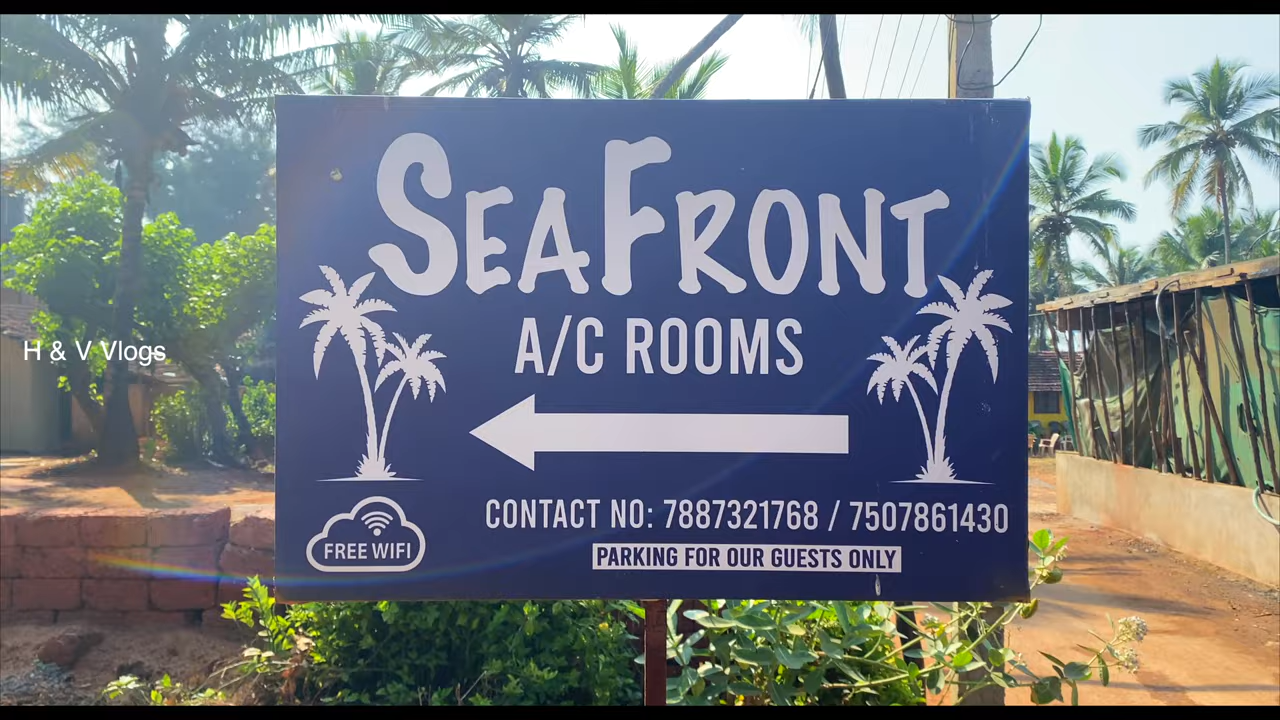 SEAFRONT
A/C ROOMS
H & V Vlogs
CONTACT NO: 7887321768 / 7507861430
FREE WIFI
PARKING FOR OUR GUESTS ONLY